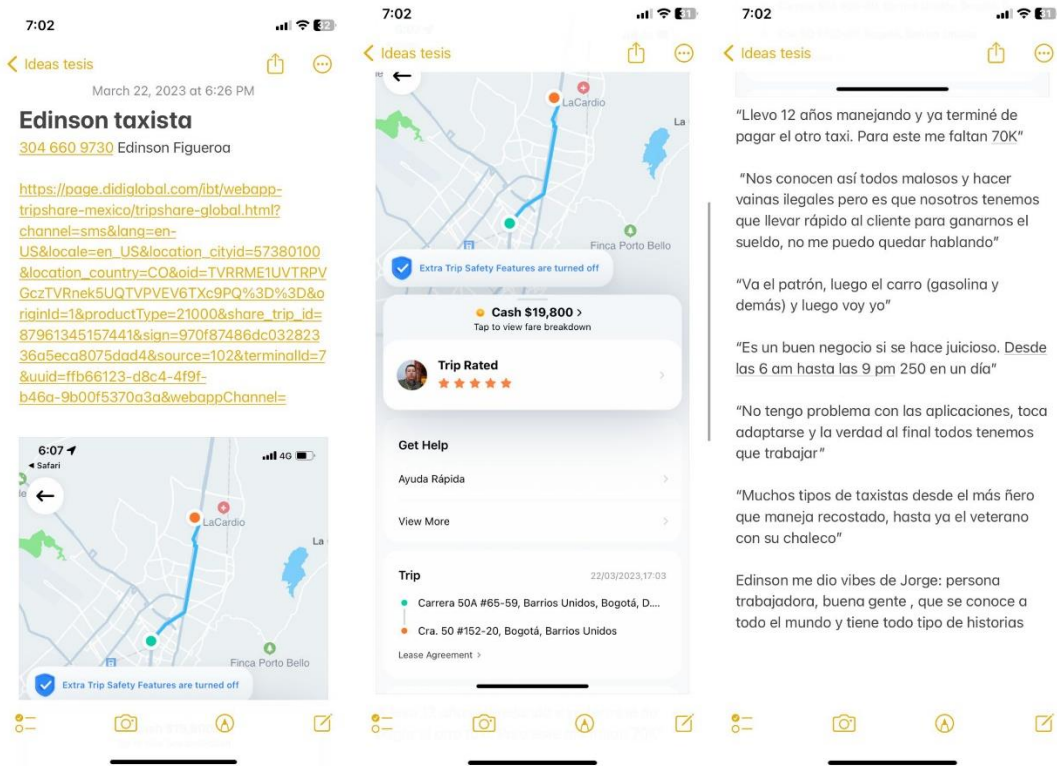 7:02
32
Ideas tesis
March 22, 2023 at 6:26 PM
Edinson taxista
304 660 9730 Edinson Figueroa
https://page.didiglobal.com/ibt/webapp-
tripshare-mexico/tripshare-global.html?
channel=sms&lang=en-
US&locale=en_US&location_cityid=57380100
&location_country=CO&oid=TVRRME1UVTRPV
GczTVRnek5UQTVPVEV6TXc9PQ%3D%3D&o
riginId=1&productType=21000&share_trip_id=
87961345157441&sign=970f87486dc032823
36a5eca8075dad4&source=102&terminalId=7
&uuid=ffb66123-d8c4-4f9f-
b46a-9b00f5370a3a&webappChannel=
6:07
4G
Safari
LaCardio
La
Finca Porto Bello
Extra Trip Safety Features are turned off
7:02
31
Ideas tesis
LaCardio
La
Finca Porto Bello
Extra Trip Safety Features are turned off
Cash $19,800 >
Tap to view fare breakdown
Trip Rated
Get Help
Ayuda Rápida
View More
Trip
22/03/2023,17:03
Carrera 50A #65-59, Barrios Unidos, Bogotá, D....
Cra. 50 #152-20, Bogotá, Barrios Unidos
Lease Agreement >
7:02
31
Ideas tesis
“Llevo 12 años manejando y ya terminé de
pagar el otro taxi. Para este me faltan 70K”
“Nos conocen así todos malosos y hacer
vainas ilegales pero es que nosotros tenemos
que llevar rápido al cliente para ganarnos el
sueldo, no me puedo quedar hablando”
“Va el patrón, luego el carro (gasolina y
demás) y luego voy yo”
“Es un buen negocio si se hace juicioso. Desde
las 6 am hasta las 9 pm 250 en un día”
“No tengo problema con las aplicaciones, toca
adaptarse y la verdad al final todos tenemos
que trabajar”
“Muchos tipos de taxistas desde el más ñero
que maneja recostado, hasta ya el veterano
con su chaleco”
Edinson me dio vibes de Jorge: persona
trabajadora, buena gente , que se conoce a
todo el mundo y tiene todo tipo de historias